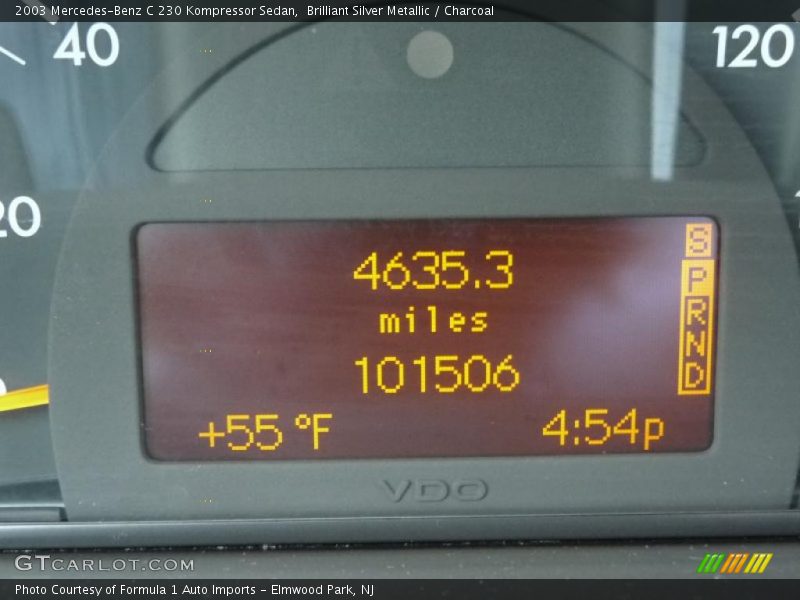 2003 Mercedes-Benz C 230 Kompressor Sedan,  Brilliant Silver Metallic / Charcoal
40
120
20
4635.3
miles
101506
+55 °F
4:54p
S
P
R
N
D
VDO
GTCARLOT.COM
Photo Courtesy of Formula 1 Auto Imports - Elmwood Park, NJ